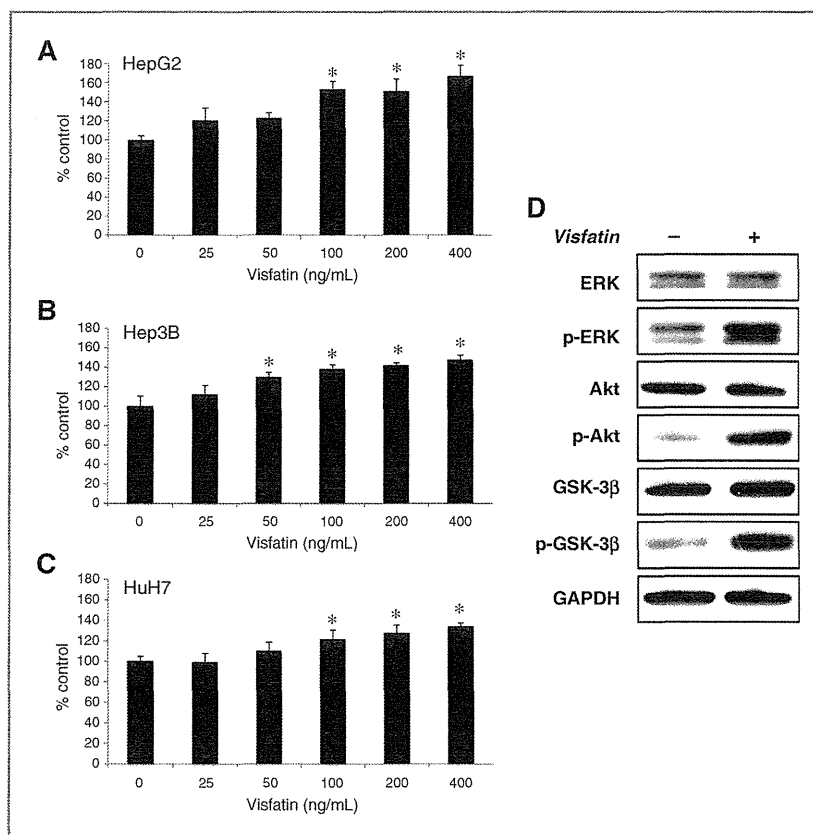 A
HepG2
180
160
140
120
100
80
60
40
20
0
% control
* * *
0 25 50 100 200 400
Visfatin (ng/mL)
B
Hep3B
180
160
140
120
100
80
60
40
20
0
% control
* * * *
0 25 50 100 200 400
Visfatin (ng/mL)
C
HuH7
180
160
140
120
100
80
60
40
20
0
% control
* * *
0 25 50 100 200 400
Visfatin (ng/mL)
D
Visfatin – +
ERK
p-ERK
Akt
p-Akt
GSK-3β
p-GSK-3β
GAPDH